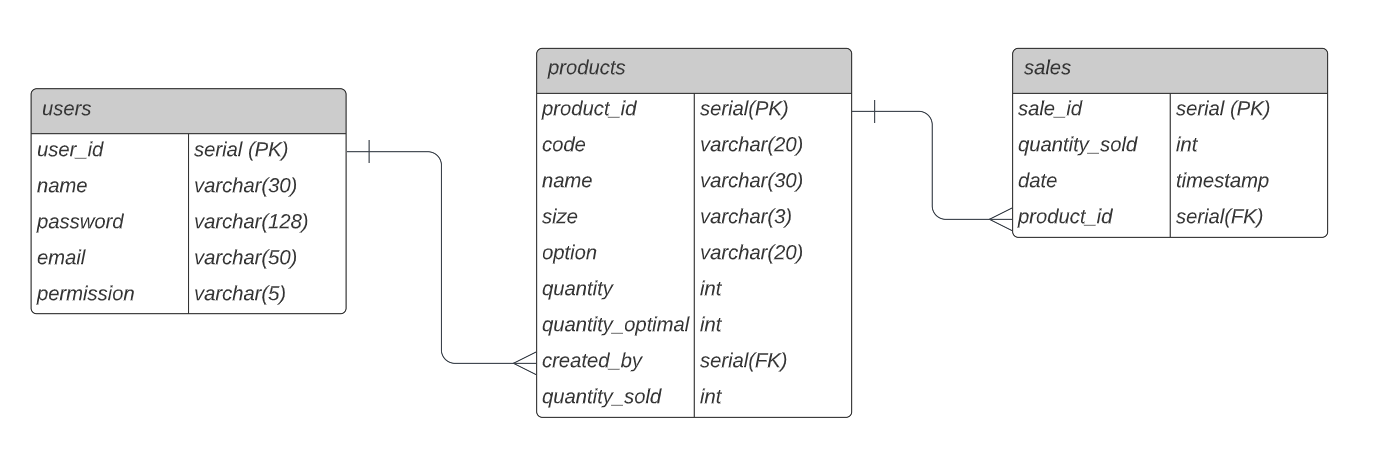 users
user_id serial (PK)
name varchar(30)
password varchar(128)
email varchar(50)
permission varchar(5)
products
product_id serial(PK)
code varchar(20)
name varchar(30)
size varchar(3)
option varchar(20)
quantity int
quantity_optimal int
created_by serial(FK)
quantity_sold int
sales
sale_id serial (PK)
quantity_sold int
date timestamp
product_id serial(FK)